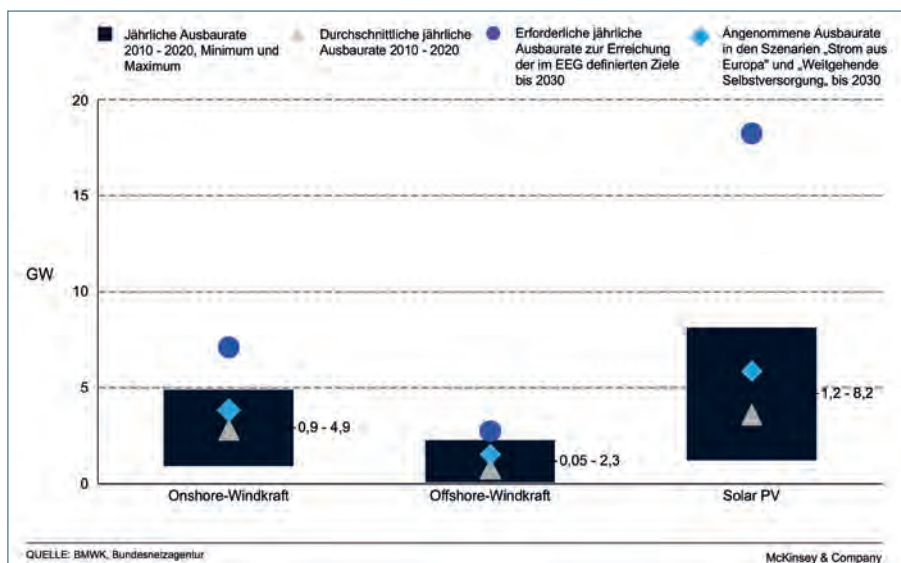 Jährliche Ausbaurate
2010 - 2020, Minimum und
Maximum
Durchschnittliche jährliche
Ausbaurate 2010 - 2020
Erforderliche jährliche
Ausbaurate zur Erreichung
der im EEG definierten Ziele
bis 2030
Angenommene Ausbaurate
in den Szenarien „Strom aus
Europa" und „Weitgehende
Selbstversorgung„ bis 2030
20
15
10
5
0
GW
0,9 - 4,9
0,05 - 2,3
1,2 - 8,2
Onshore-Windkraft
Offshore-Windkraft
Solar PV
QUELLE: BMWK, Bundesneizagentur
McKinsey & Company